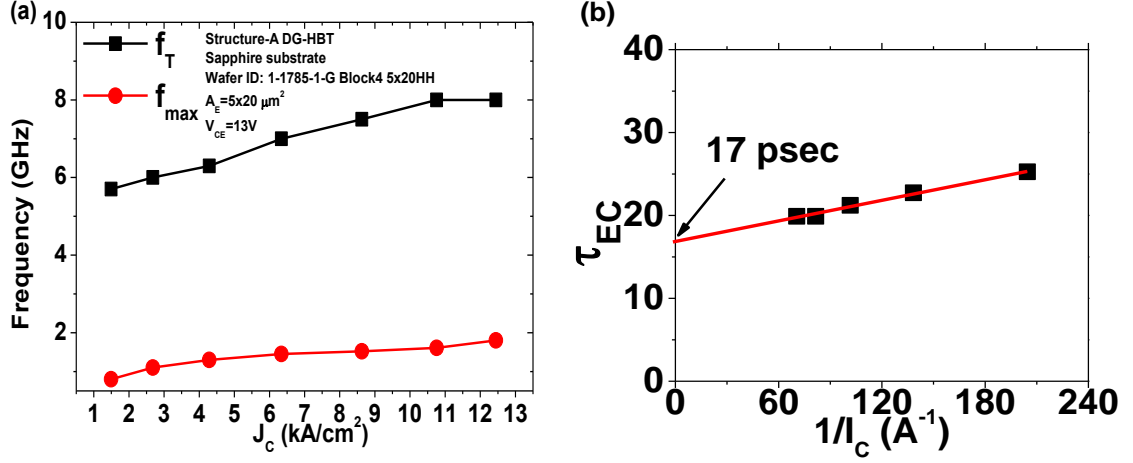 (a)
10
8
6
4
2
Frequency (GHz)
f_T
f_max
Structure-A DG-HBT
Sapphire substrate
Wafer ID: 1-1785-1-G Block4 5x20HH
A_E=5x20 μm²
V_CE=13V
1 2 3 4 5 6 7 8 9 10 11 12 13
J_C (kA/cm²)
(b)
40
30
20
10
0
τ_EC
17 psec
0 60 120 180 240
1/I_C (A⁻¹)